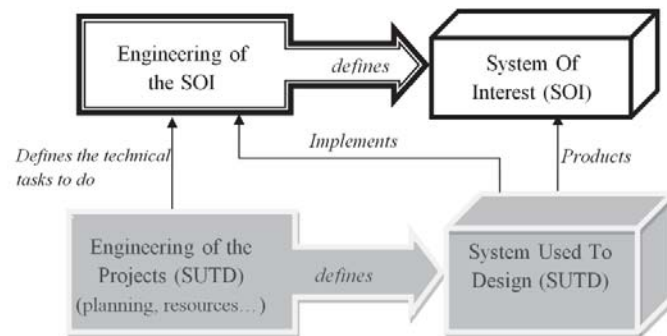 Engineering of
the SOI
defines
System Of
Interest (SOI)
Defines the technical
tasks to do
Implements
Products
Engineering of the
Projects (SUTD)
(planning, resources…)
defines
System Used To
Design (SUTD)